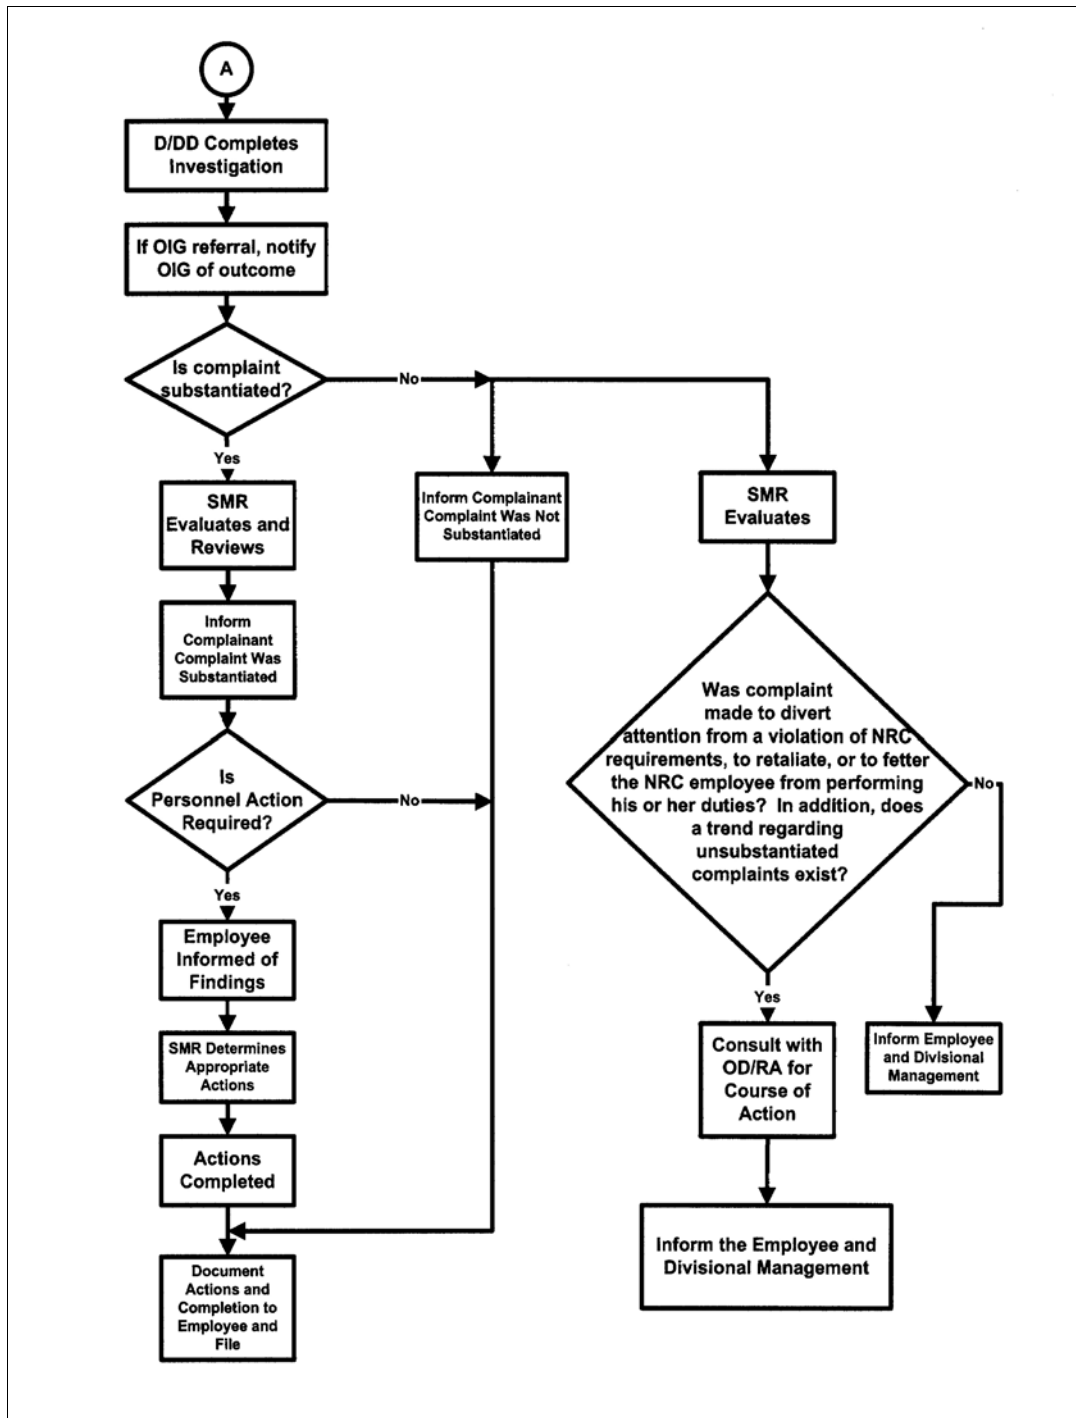 A
D/DD Completes
Investigation
If OIG referral, notify
OIG of outcome
Is complaint
substantiated?
No
Yes
SMR
Evaluates and
Reviews
Inform Complainant
Complaint Was Not
Substantiated
SMR
Evaluates
Inform
Complainant
Complaint Was
Substantiated
Is
Personnel Action
Required?
No
Yes
Was complaint
made to divert
attention from a violation of NRC
requirements, to retaliate, or to fetter
the NRC employee from performing
his or her duties? In addition, does
a trend regarding
unsubstantiated
complaints exist?
No
Yes
Employee
Informed of
Findings
SMR Determines
Appropriate
Actions
Actions
Completed
Document
Actions and
Completion to
Employee and
File
Consult with
OD/RA for
Course of
Action
Inform Employee
and Divisional
Management
Inform the Employee and
Divisional Management